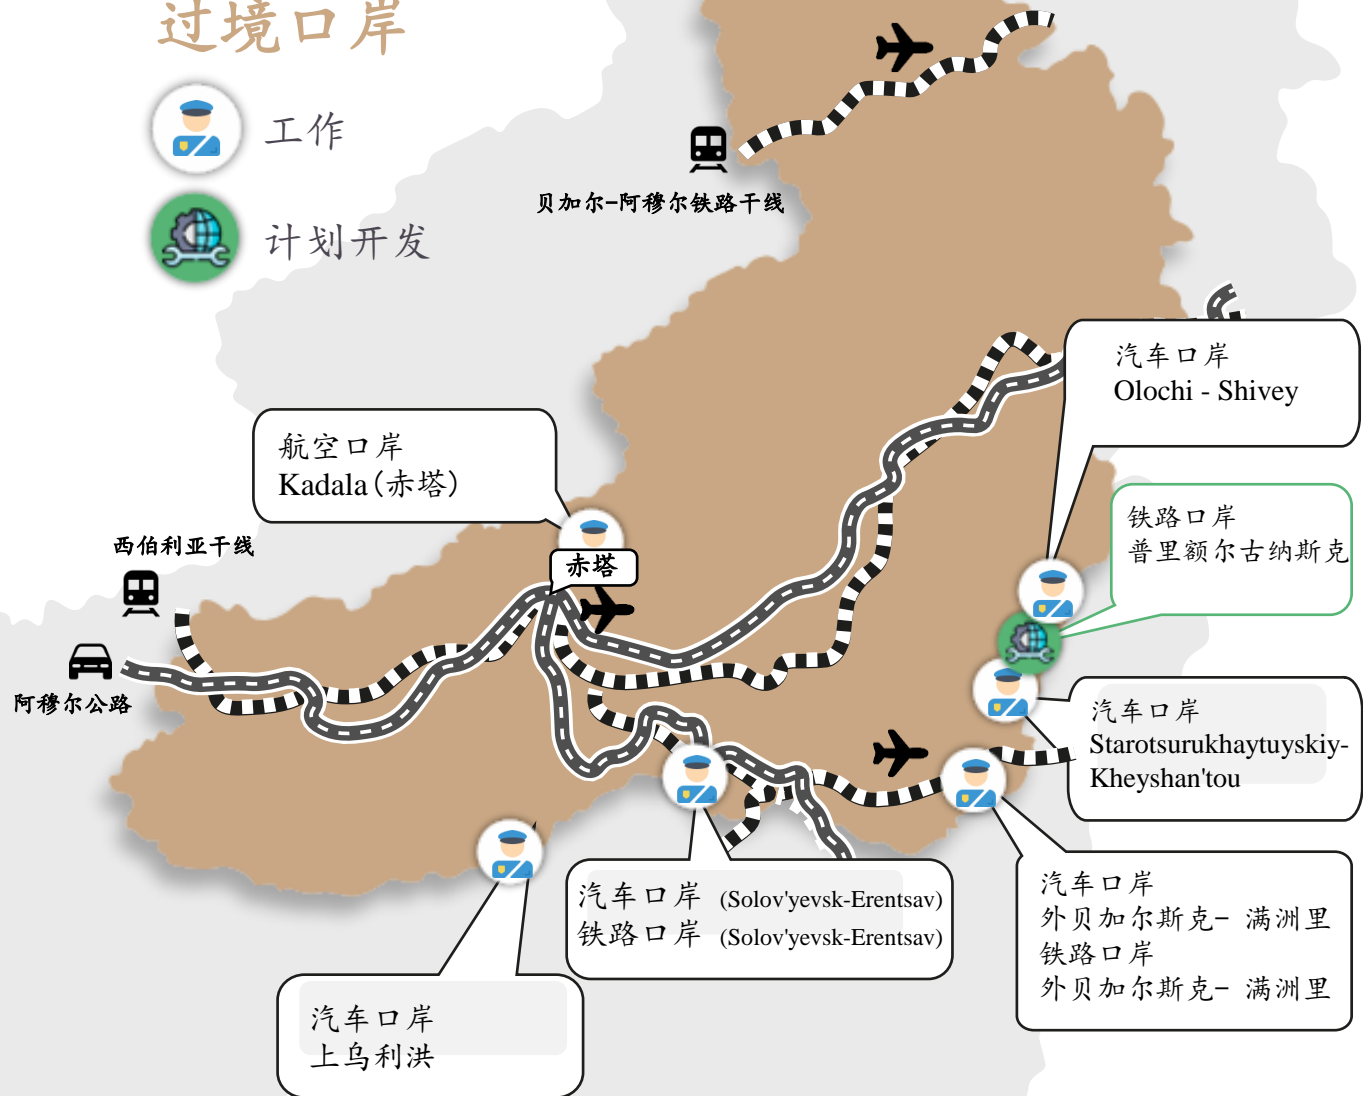 过境口岸
工作
计划开发
贝加尔-阿穆尔铁路干线
汽车口岸
Olochi - Shivey
航空口岸
Kadala(赤塔)
铁路口岸
普里额尔古纳斯克
西伯利亚干线
赤塔
阿穆尔公路
汽车口岸
Starotsurukhaytuyskiy-
Kheyshan'tou
汽车口岸 (Solov'yevsk-Erentsav)
铁路口岸 (Solov'yevsk-Erentsav)
汽车口岸
外贝加尔斯克- 满洲里
铁路口岸
外贝加尔斯克- 满洲里
汽车口岸
上乌利洪